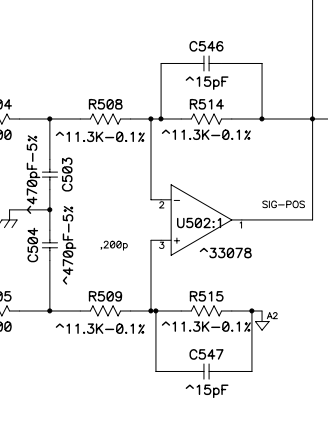 C546
^15pF
04
R508
R514
00
^11.3K-0.1%
^11.3K-0.1%
^470pF-5%
C503
2
-
U502:1
SIG-POS
1
C504
^470pF-5%
,200p
3
+
^33078
05
R509
R515
A2
00
^11.3K-0.1%
^11.3K-0.1%
C547
^15pF